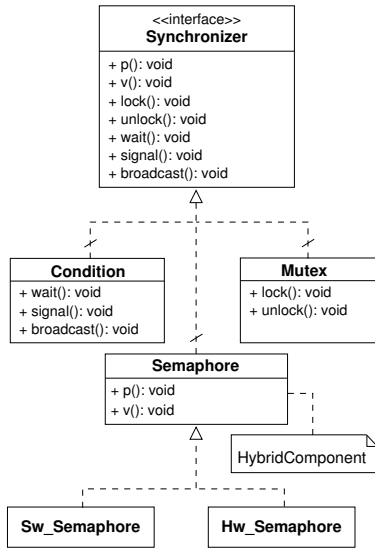 <<interface>>
Synchronizer
+ p(): void
+ v(): void
+ lock(): void
+ unlock(): void
+ wait(): void
+ signal(): void
+ broadcast(): void
Condition
+ wait(): void
+ signal(): void
+ broadcast(): void
Mutex
+ lock(): void
+ unlock(): void
Semaphore
+ p(): void
+ v(): void
HybridComponent
Sw_Semaphore
Hw_Semaphore